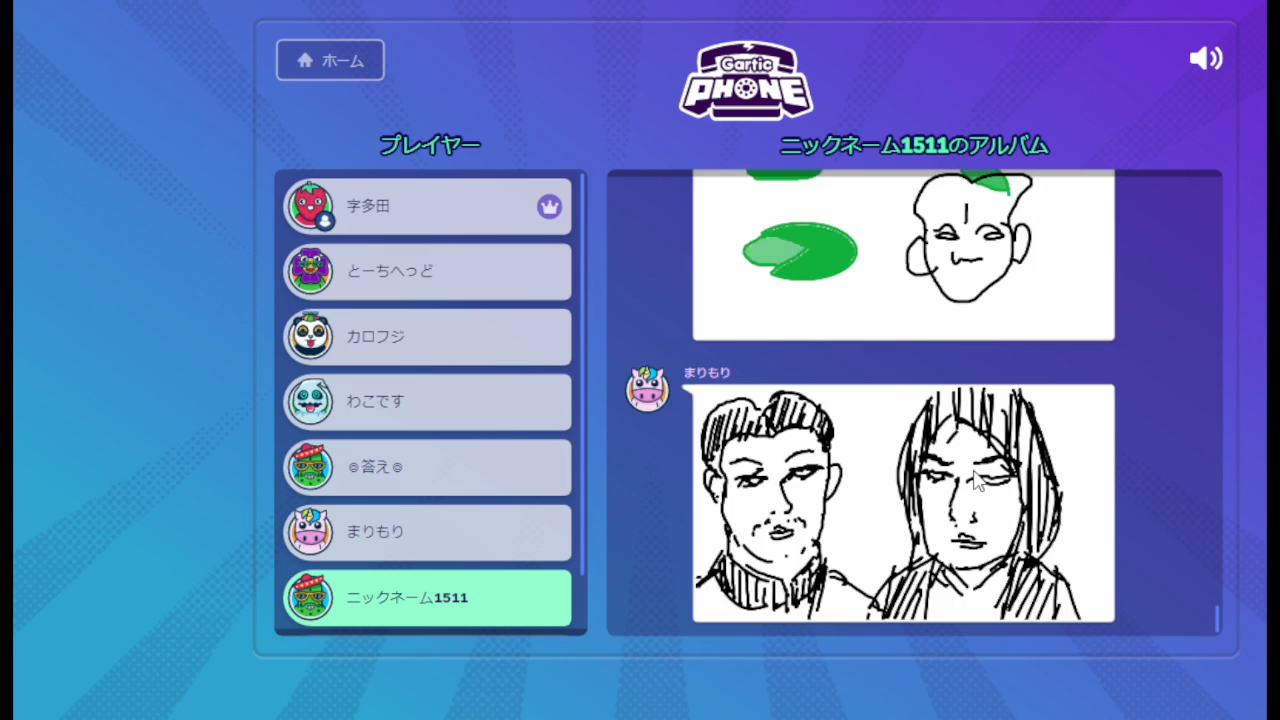 ホーム
Gartic
PHONE
プレイヤー
ニックネーム1511のアルバム
宇多田
とーちへっど
カロフジ
わこです
◎答え◎
まりもり
ニックネーム1511
まりもり